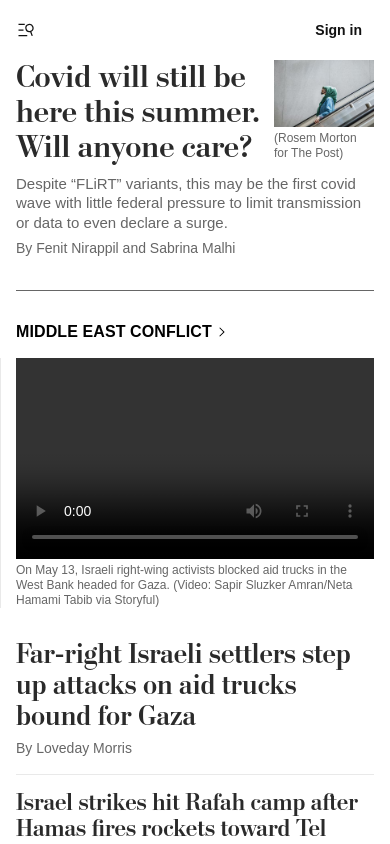 Sign in
Covid will still be
here this summer.
Will anyone care?
(Rosem Morton
for The Post)
Despite “FLiRT” variants, this may be the first covid
wave with little federal pressure to limit transmission
or data to even declare a surge.
By Fenit Nirappil and Sabrina Malhi
MIDDLE EAST CONFLICT
0:00
On May 13, Israeli right-wing activists blocked aid trucks in the
West Bank headed for Gaza. (Video: Sapir Sluzker Amran/Neta
Hamami Tabib via Storyful)
Far-right Israeli settlers step
up attacks on aid trucks
bound for Gaza
By Loveday Morris
Israel strikes hit Rafah camp after
Hamas fires rockets toward Tel